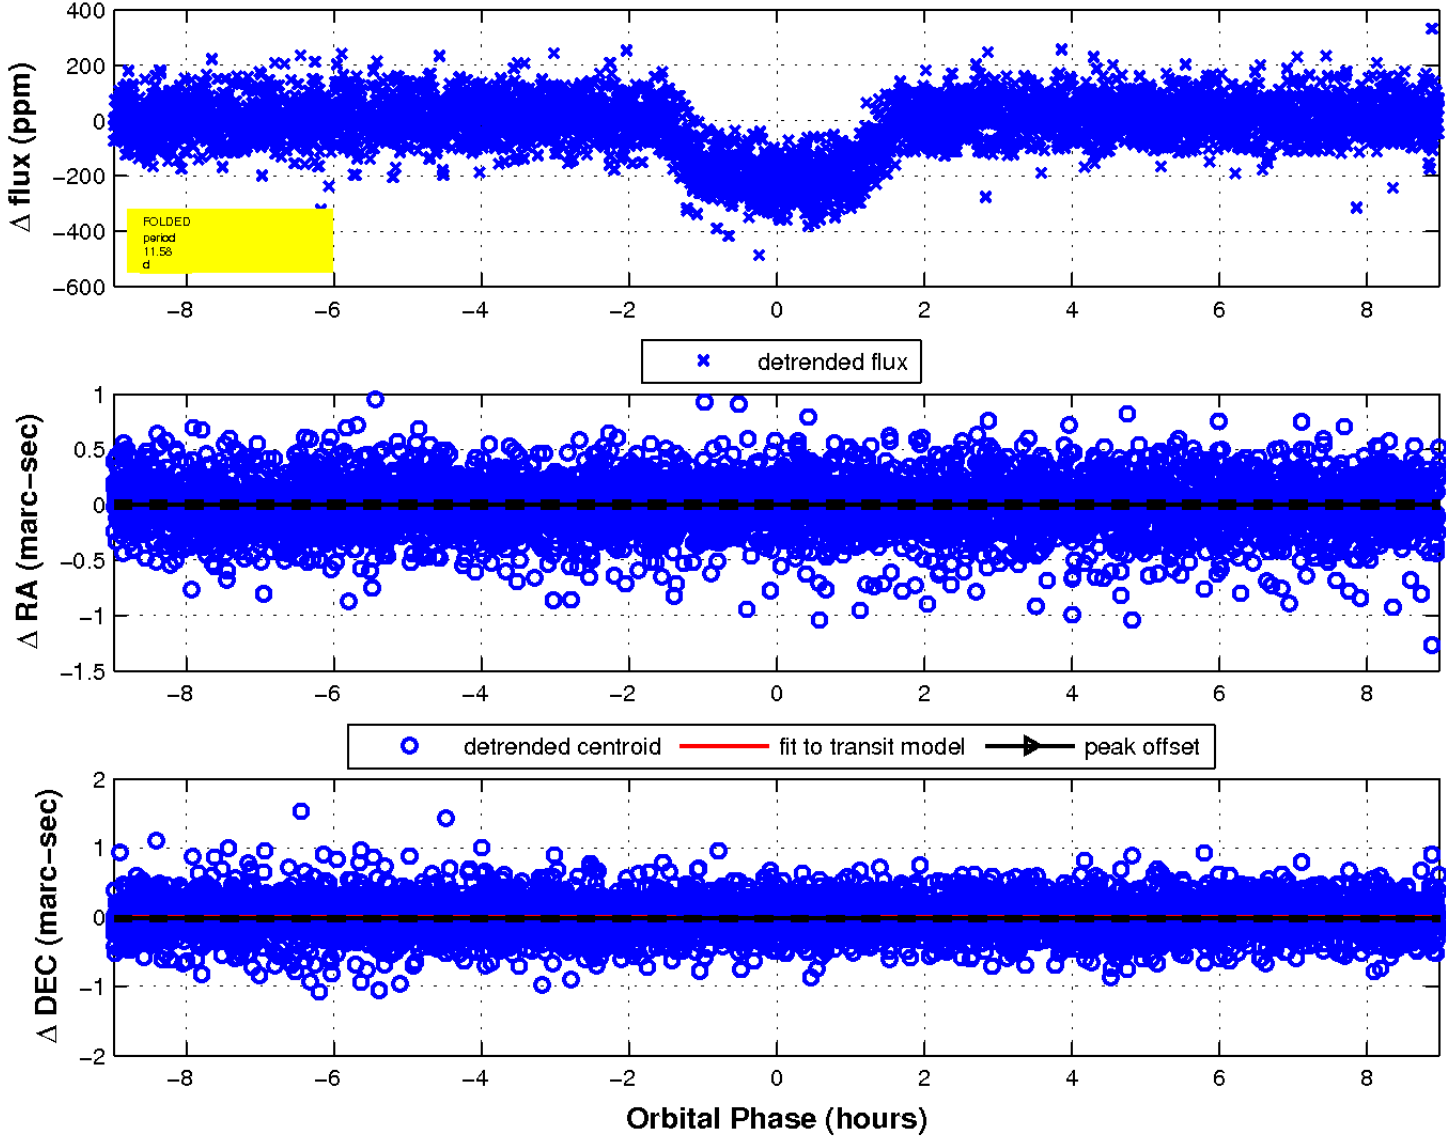 400
200
0
−200
−400
−600
Δ flux (ppm)
FOLDED
period
11.58
d
−8 −6 −4 −2 0 2 4 6 8
detrended flux
1
0.5
0
−0.5
−1
−1.5
Δ RA (marc−sec)
−8 −6 −4 −2 0 2 4 6 8
detrended centroid fit to transit model peak offset
2
1
0
−1
−2
Δ DEC (marc−sec)
−8 −6 −4 −2 0 2 4 6 8
Orbital Phase (hours)